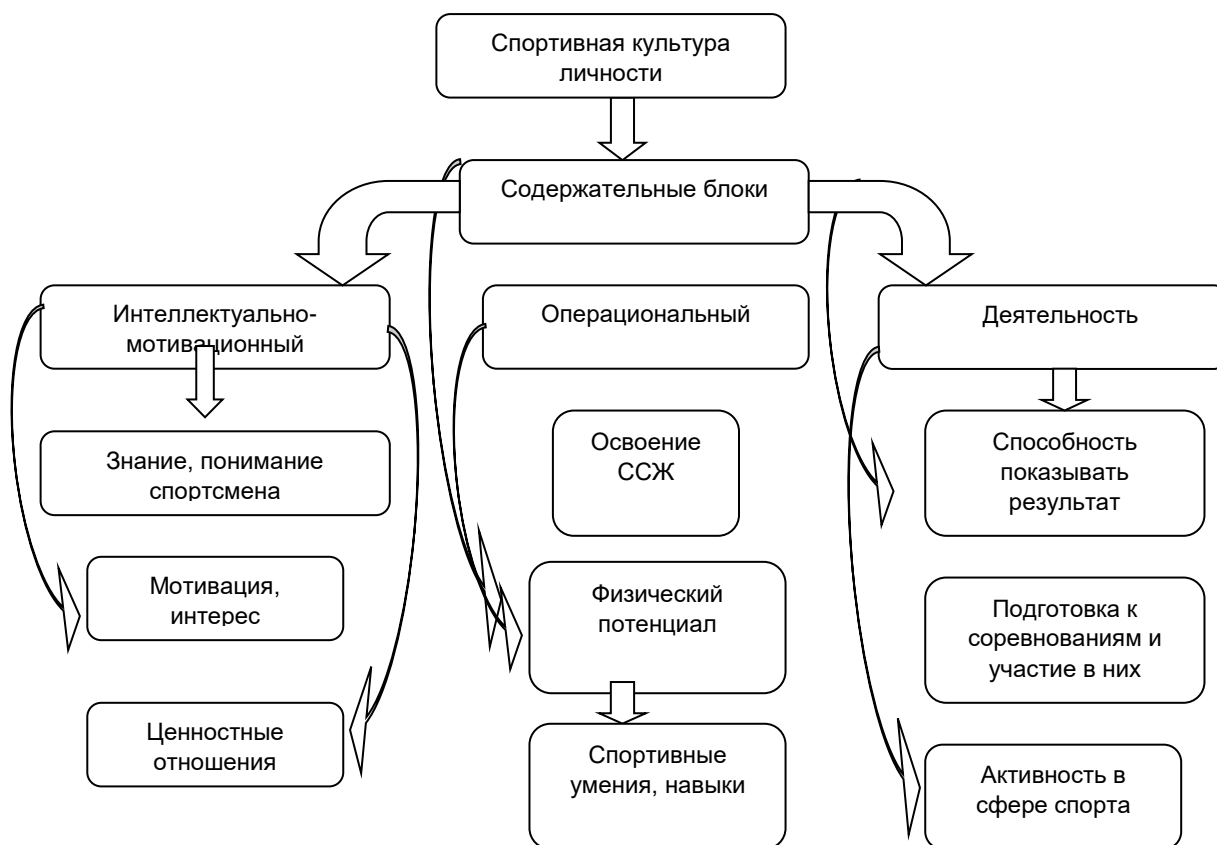 Спортивная культура
личности
Содержательные блоки
Интеллектуально-
мотивационный
Операциональный
Деятельность
Знание, понимание
спортсмена
Освоение
ССЖ
Способность
показывать
результат
Мотивация,
интерес
Физический
потенциал
Подготовка к
соревнованиям и
участие в них
Ценностные
отношения
Спортивные
умения, навыки
Активность в
сфере спорта